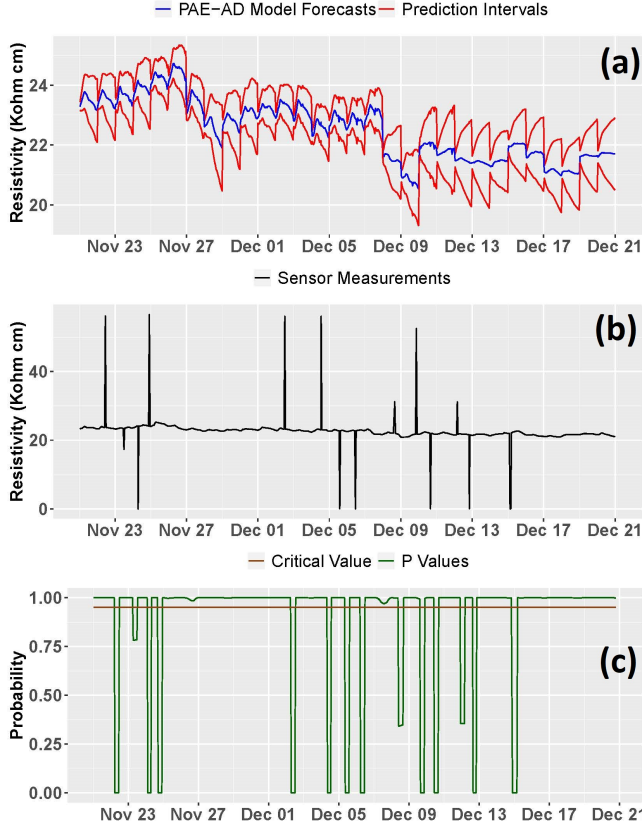 PAE−AD Model Forecasts Prediction Intervals
(a)
Resistivity (Kohm cm)
24
22
20
Nov 23 Nov 27 Dec 01 Dec 05 Dec 09 Dec 13 Dec 17 Dec 21
Sensor Measurements
(b)
Resistivity (Kohm cm)
40
20
0
Nov 23 Nov 27 Dec 01 Dec 05 Dec 09 Dec 13 Dec 17 Dec 21
Critical Value P Values
1.00
0.75
(c)
Probability
0.50
0.25
0.00
Nov 23 Nov 27 Dec 01 Dec 05 Dec 09 Dec 13 Dec 17 Dec 21